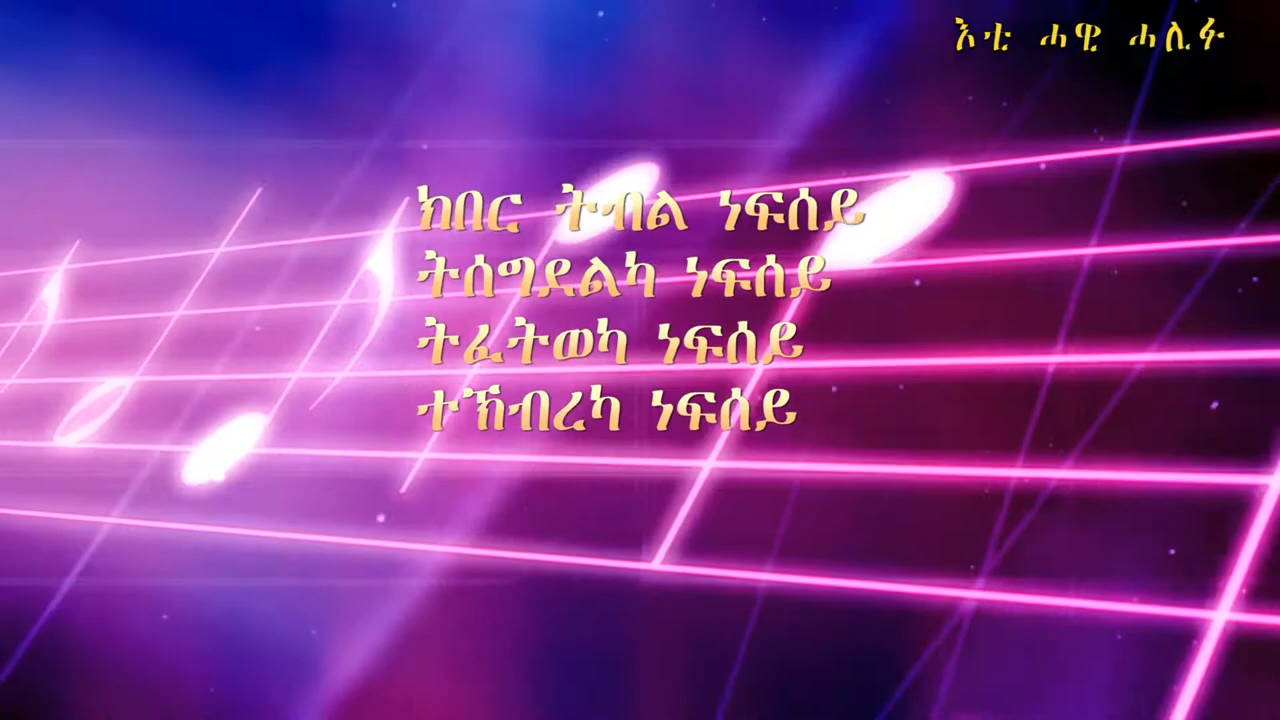 እቲ ሓዊ ሓሊፉ
ክበር ትብል ነፍሰይ
ትሰግደልካ ነፍሰይ
ትፈትወካ ነፍሰይ
ተኽብረካ ነፍሰይ